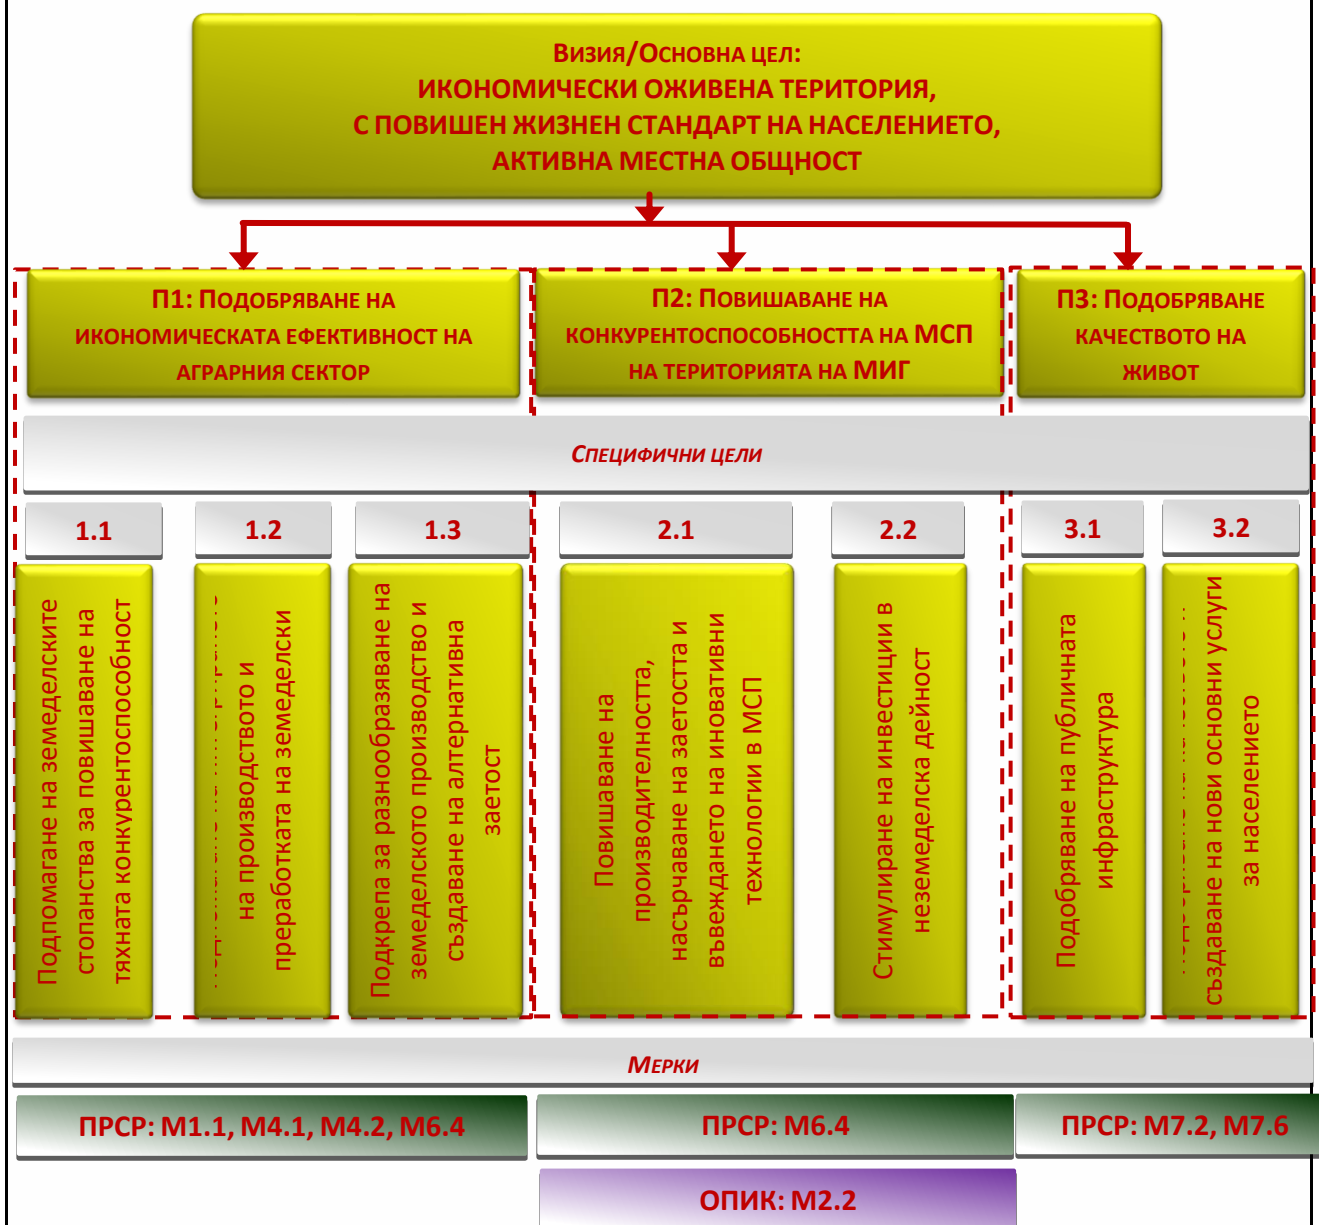 Визия/Основна цел:
ИКОНОМИЧЕСКИ ОЖИВЕНА ТЕРИТОРИЯ,
С ПОВИШЕН ЖИЗНЕН СТАНДАРТ НА НАСЕЛЕНИЕТО,
АКТИВНА МЕСТНА ОБЩНОСТ
П1: Подобряване на
икономическата ефективност на
аграрния сектор
П2: Повишаване на
конкурентоспособността на МСП
на територията на МИГ
П3: Подобряване
качеството на
живот
Специфични цели
1.1
1.2
1.3
2.1
2.2
3.1
3.2
Подпомагане на земеделските
стопанства за повишаване на
тяхната конкурентоспособност
на производството и
преработката на земеделски
Подкрепа за разнообразяване на
земеделското производство и
създаване на алтернативна
заетост
Повишаване на
производителността,
насърчаване на заетостта и
въвеждането на иновативни
технологии в МСП
Стимулиране на инвестиции в
неземеделска дейност
Подобряване на публичната
инфраструктура
създаване на нови основни услуги
за населението
Мерки
ПРСР: М1.1, М4.1, М4.2, М6.4
ПРСР: М6.4
ПРСР: М7.2, М7.6
ОПИК: М2.2